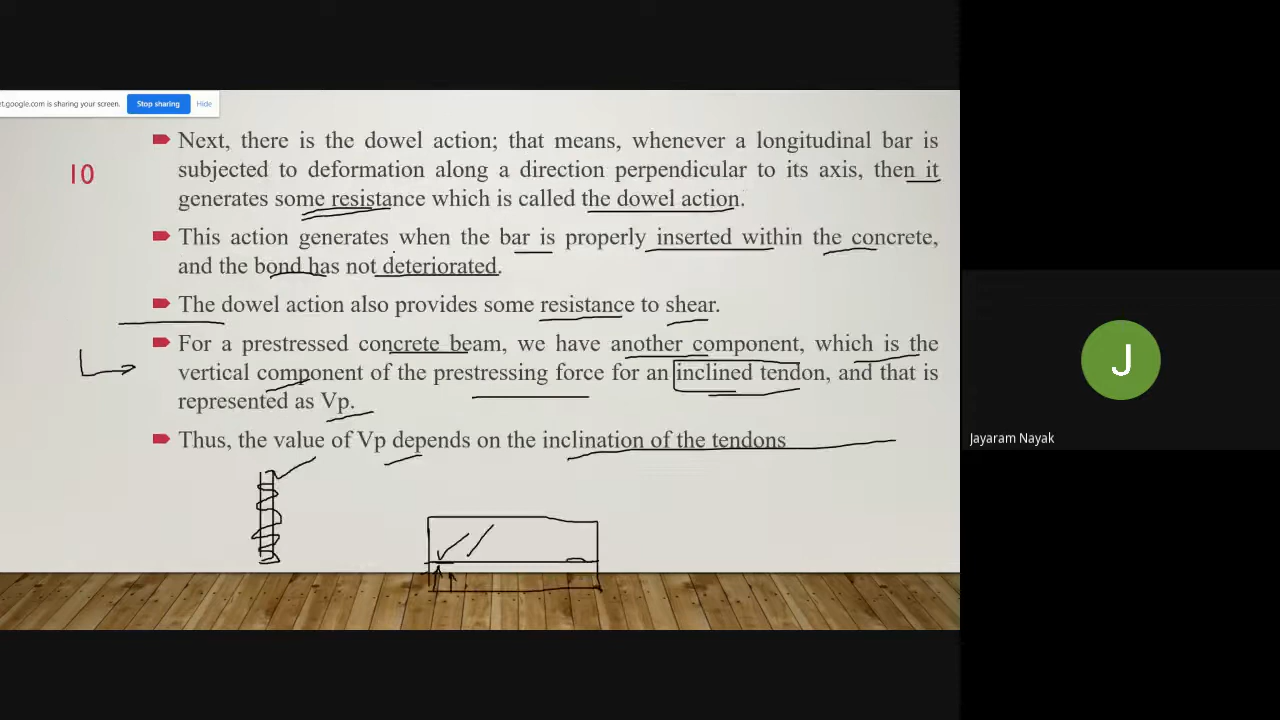 et.google.com is sharing your screen. Stop sharing Hide
10
Next, there is the dowel action; that means, whenever a longitudinal bar is
subjected to deformation along a direction perpendicular to its axis, then it
generates some resistance which is called the dowel action.
This action generates when the bar is properly inserted within the concrete,
and the bond has not deteriorated.
The dowel action also provides some resistance to shear.
For a prestressed concrete beam, we have another component, which is the
vertical component of the prestressing force for an inclined tendon, and that is
represented as Vp.
Thus, the value of Vp depends on the inclination of the tendons
J
Jayaram Nayak